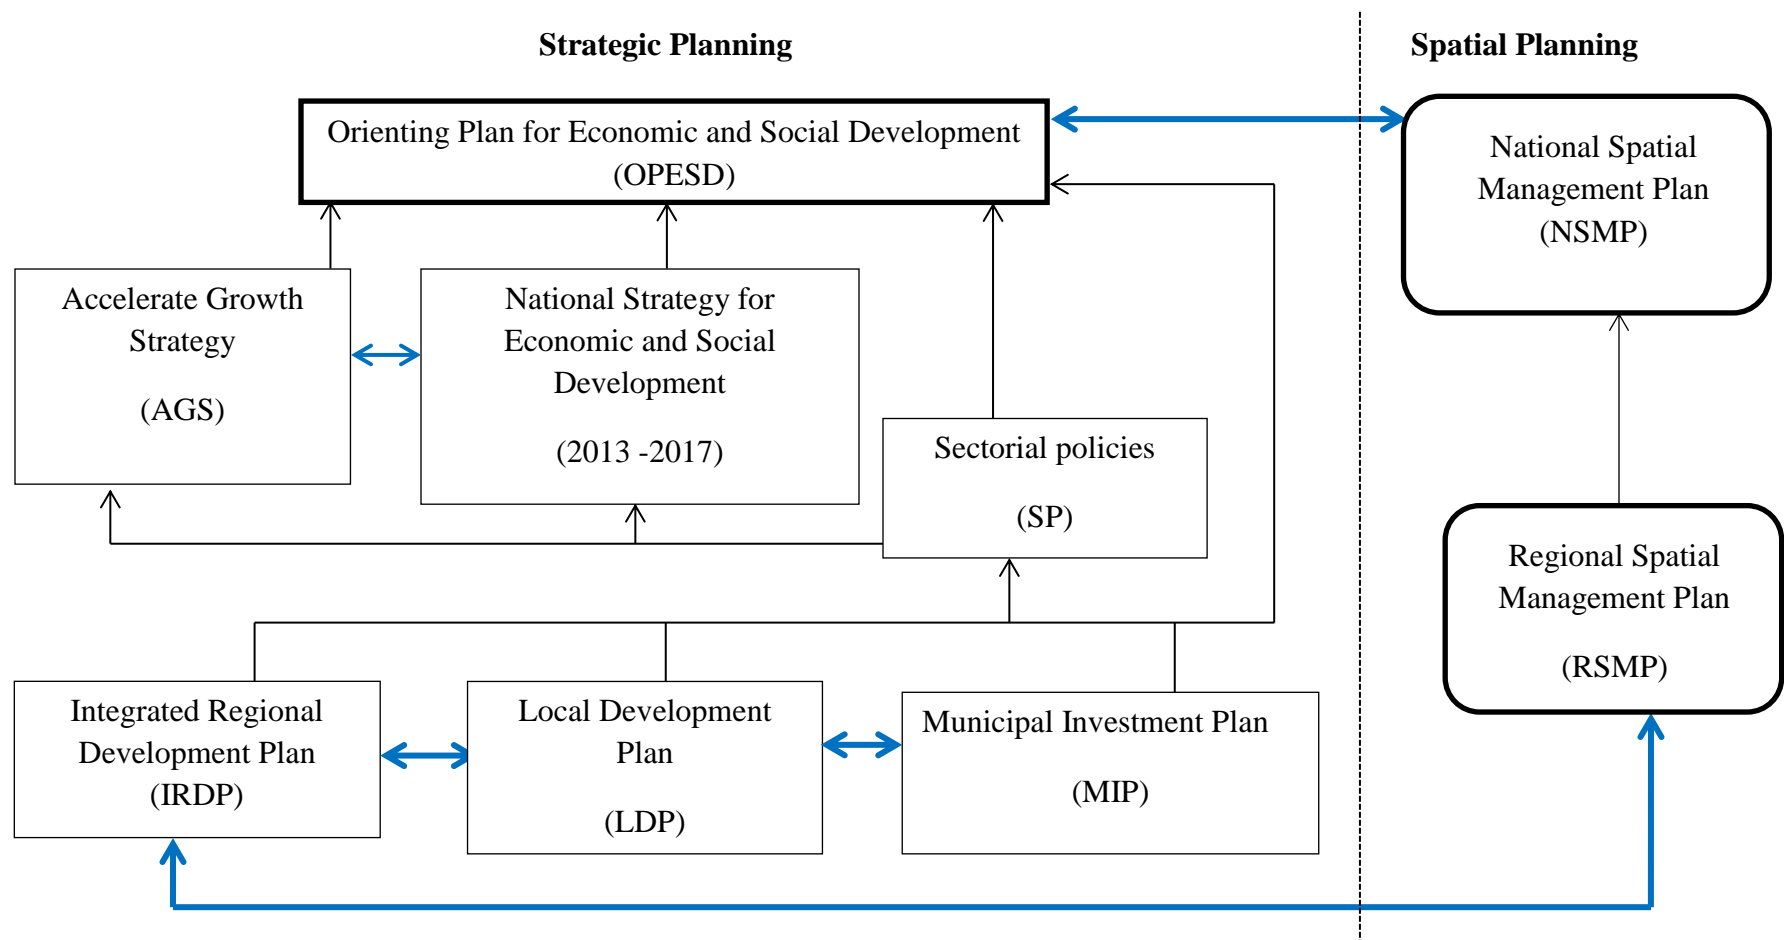 Strategic Planning
Spatial Planning
Orienting Plan for Economic and Social Development
(OPESD)
National Spatial
Management Plan
(NSMP)
Accelerate Growth
Strategy
(AGS)
National Strategy for
Economic and Social
Development
(2013 -2017)
Sectorial policies
(SP)
Regional Spatial
Management Plan
(RSMP)
Integrated Regional
Development Plan
(IRDP)
Local Development
Plan
(LDP)
Municipal Investment Plan
(MIP)